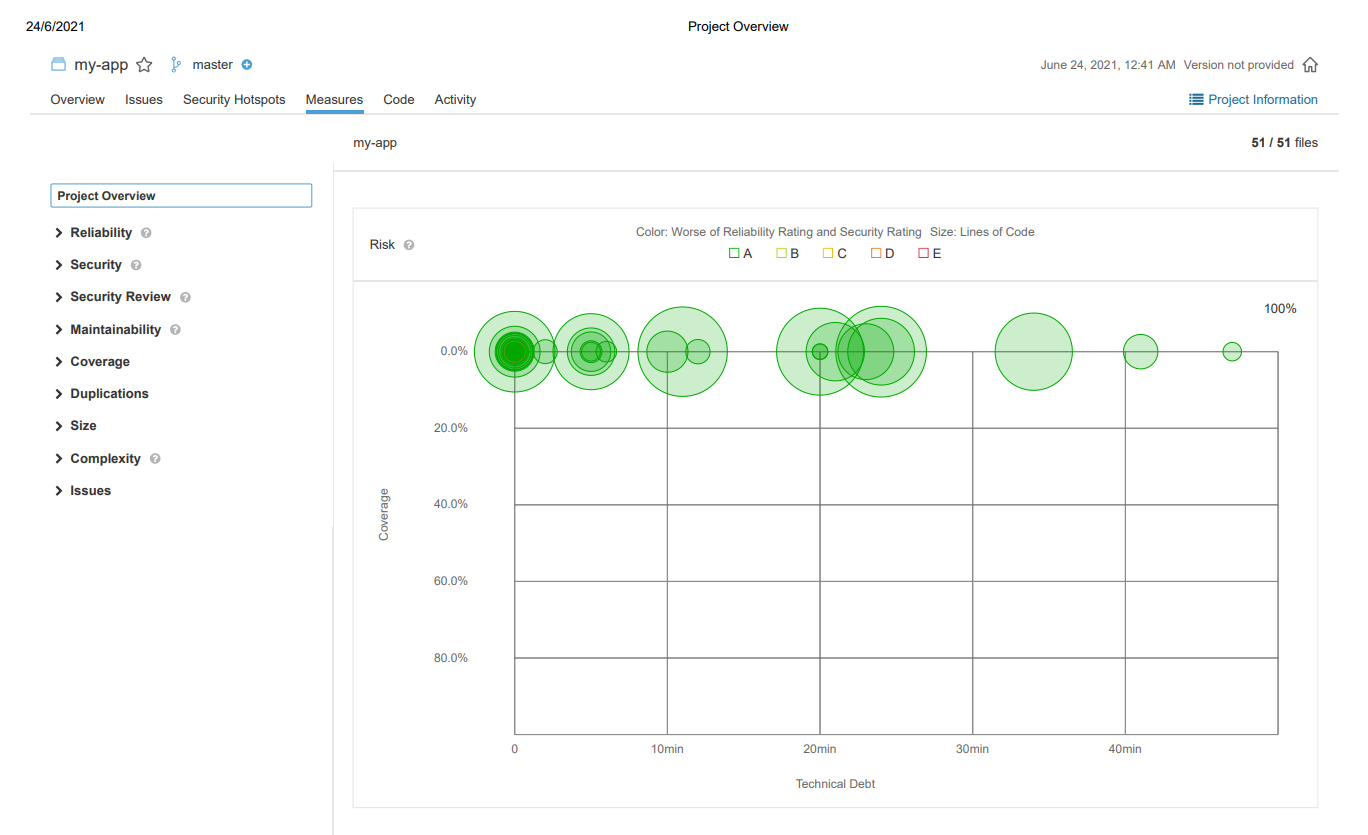 24/6/2021 Project Overview
my-app master June 24, 2021, 12:41 AM Version not provided
Overview Issues Security Hotspots Measures Code Activity Project Information
my-app 51 / 51 files
Project Overview
Reliability ?
Security ?
Security Review ?
Maintainability ?
Coverage
Duplications
Size
Complexity ?
Issues
Risk ?
Color: Worse of Reliability Rating and Security Rating Size: Lines of Code
A B C D E
100%
0.0%
20.0%
40.0%
60.0%
80.0%
Coverage
0 10min 20min 30min 40min
Technical Debt